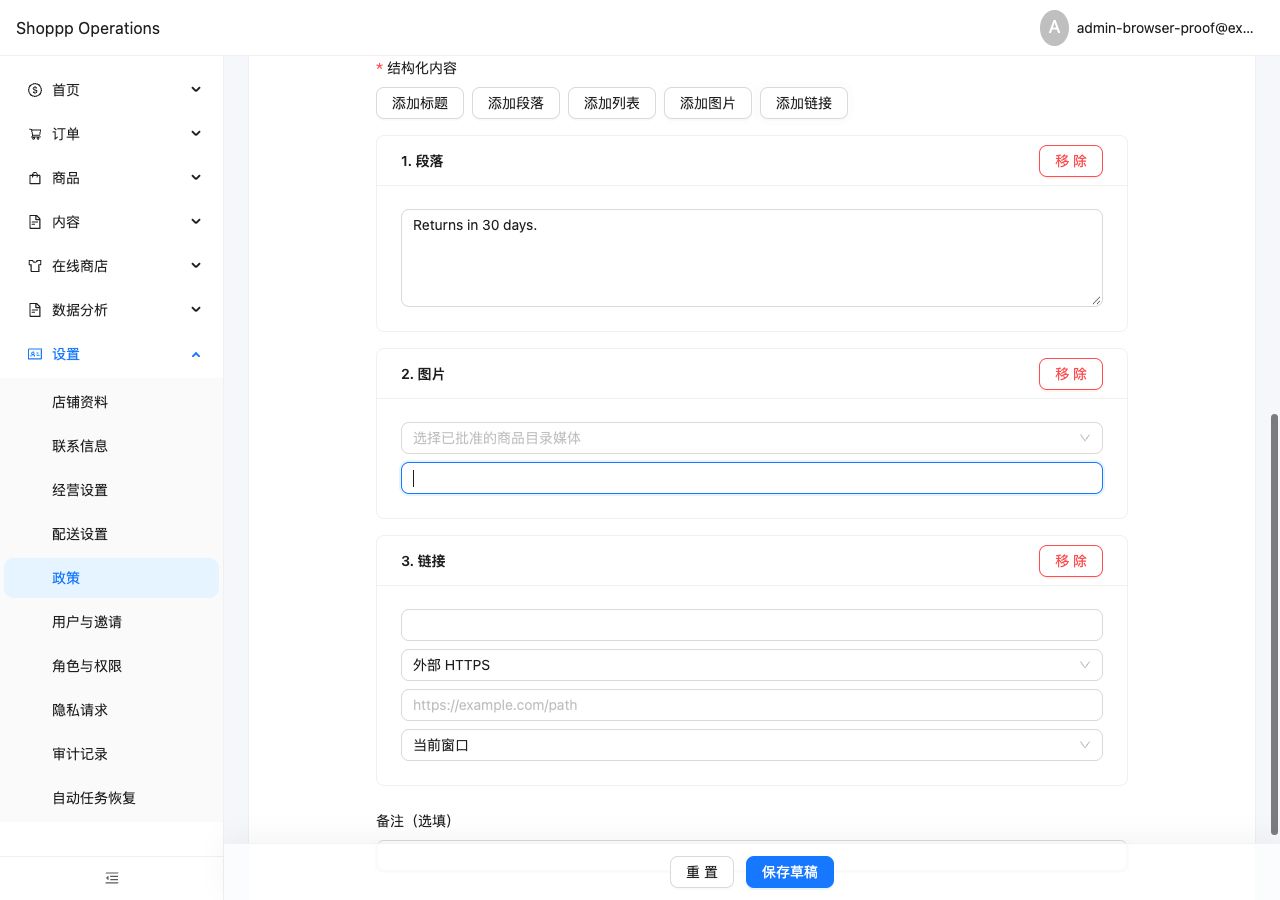 Shoppp Operations
A
admin-browser-proof@ex...
首页
订单
商品
内容
在线商店
数据分析
设置
店铺资料
联系信息
经营设置
配送设置
政策
用户与邀请
角色与权限
隐私请求
审计记录
自动任务恢复
* 结构化内容
添加标题
添加段落
添加列表
添加图片
添加链接
1. 段落
移 除
Returns in 30 days.
2. 图片
移 除
选择已批准的商品目录媒体
3. 链接
移 除
外部 HTTPS
https://example.com/path
当前窗口
备注（选填）
重 置
保存草稿